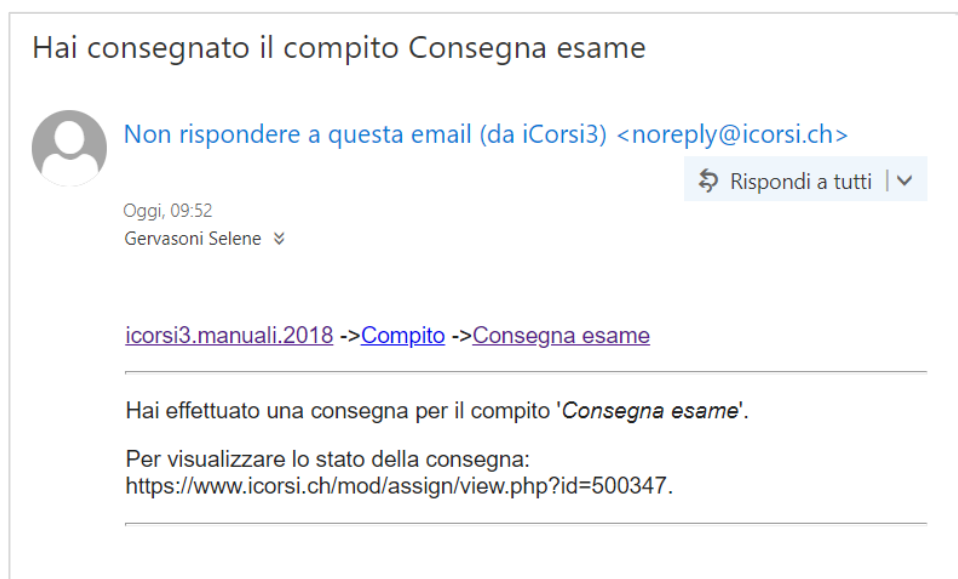 Hai consegnato il compito Consegna esame
Non rispondere a questa email (da iCorsi3) <noreply@icorsi.ch>
Rispondi a tutti
Oggi, 09:52
Gervasoni Selene
icorsi3.manuali.2018 ->Compito ->Consegna esame
Hai effettuato una consegna per il compito 'Consegna esame'.
Per visualizzare lo stato della consegna:
https://www.icorsi.ch/mod/assign/view.php?id=500347.